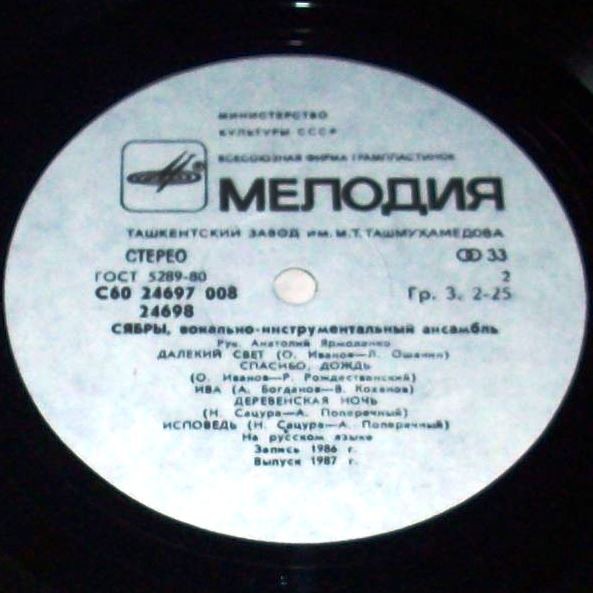 МИНИСТЕРСТВО
КУЛЬТУРЫ СССР
ВСЕСОЮЗНАЯ ФИРМА ГРАМПЛАСТИНОК
МЕЛОДИЯ
ТАШКЕНТСКИЙ ЗАВОД ИМ. М.Т. ТАШМУХАМЕДОВА
СТЕРЕО 33
ГОСТ 5289-80 2
С60 24697 008 Гр. 3. 2-25
24698
СЯБРЫ, вокально-инструментальный ансамбль
Рук. Анатолий Ярмоленко
ДАЛЕКИЙ СВЕТ (О. Иванов—Л. Ошанин)
СПАСИБО, ДОЖДЬ
(О. Иванов—Р. Рождественский)
ИВА (А. Богданов—В. Коханов)
ДЕРЕВЕНСКАЯ НОЧЬ
(Н. Сацура—А. Поперечный)
ИСПОВЕДЬ (Н. Сацура—А. Поперечный)
На русском языке
Запись 1986 г.
Выпуск 1987 г.